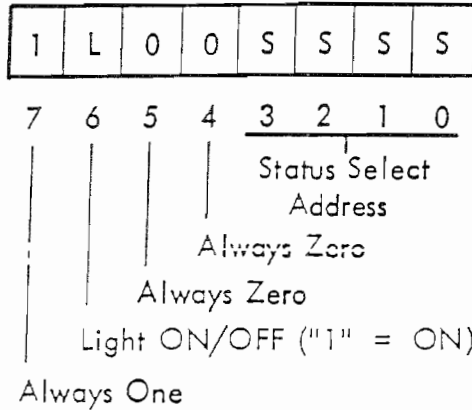 1 L 0 0 S S S S
7 6 5 4 3 2 1 0
Status Select
Address
Always Zero
Always Zero
Light ON/OFF ("1" = ON)
Always One